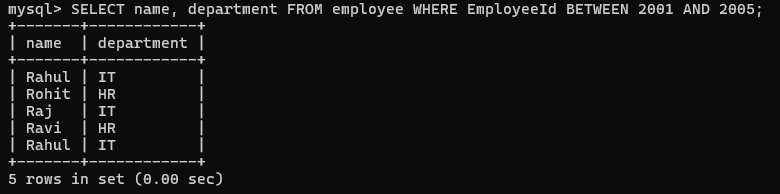 mysql> SELECT name, department FROM employee WHERE EmployeeId BETWEEN 2001 AND 2005;
+-------+------------+
| name  | department |
+-------+------------+
| Rahul | IT         |
| Rohit | HR         |
| Raj   | IT         |
| Ravi  | HR         |
| Rahul | IT         |
+-------+------------+
5 rows in set (0.00 sec)